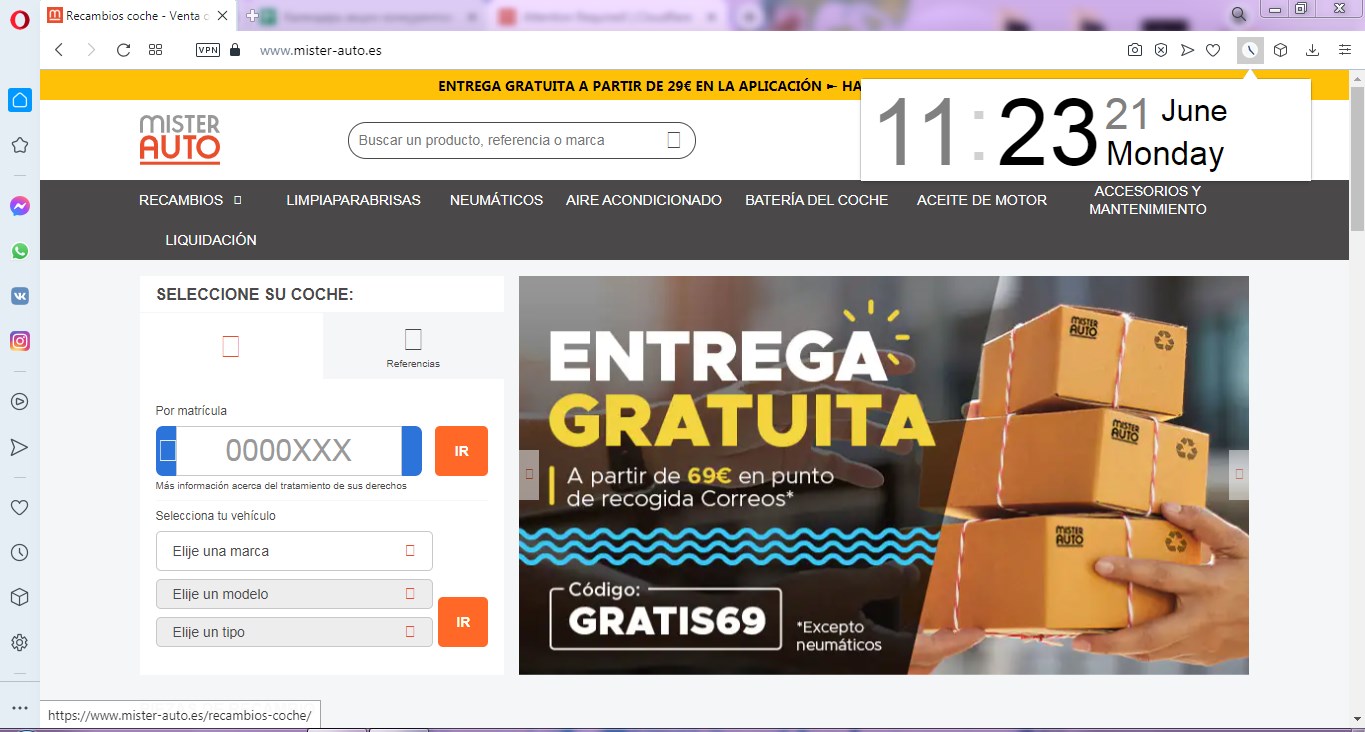 Recambios coche - Venta
Attention Required! | Cloudflare
VPN
www.mister-auto.es
ENTREGA GRATUITA A PARTIR DE 29€ EN LA APLICACIÓN ➼ HA
11:23
21 June
Monday
MISTER
AUTO
Buscar un producto, referencia o marca
RECAMBIOS
LIMPIAPARABRISAS
NEUMÁTICOS
AIRE ACONDICIONADO
BATERÍA DEL COCHE
ACEITE DE MOTOR
ACCESORIOS Y
MANTENIMIENTO
LIQUIDACIÓN
SELECCIONE SU COCHE:
Referencias
Por matrícula
0000XXX
IR
Más información acerca del tratamiento de sus derechos
Selecciona tu vehículo
Elije una marca
Elije un modelo
Elije un tipo
IR
ENTREGA
GRATUITA
A partir de 69€ en punto
de recogida Correos*
Código:
GRATIS69
*Excepto
neumáticos
MISTER
AUTO
MISTER
AUTO
MISTER
AUTO
https://www.mister-auto.es/recambios-coche/